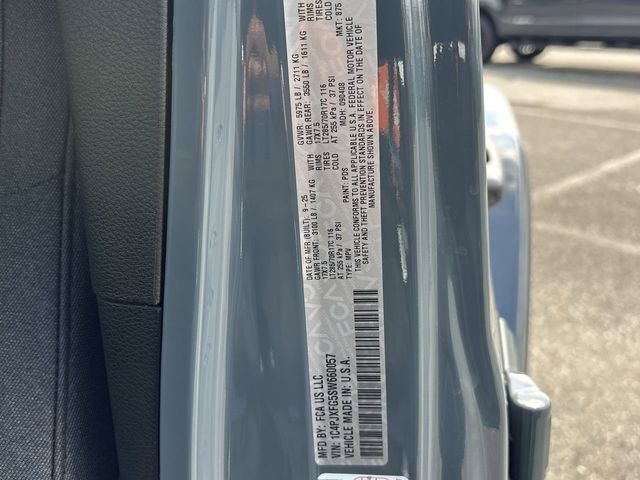 MFD BY: FCA US LLC
DATE OF MFR (BUILT): 9-25
GVWR: 5975 LB / 2711 KG
GAWR FRONT: 3100 LB / 1407 KG WITH
GAWR REAR: 3550 LB / 1611 KG WITH
17X7.5 RIMS
17X7.5 RIMS
LT285/70R17C 116 TIRES
LT285/70R17C 116 TIRES
AT 255 kPa / 37 PSI COLD
AT 255 kPa / 37 PSI COLD
VIN: 1C4PJXFG5SW660057
TYPE: MPV
PAINT: PDS
MDH: 090408
MKT: 875
VEHICLE MADE IN: U.S.A.
THIS VEHICLE CONFORMS TO ALL APPLICABLE U.S.A. FEDERAL MOTOR VEHICLE
SAFETY AND THEFT PREVENTION STANDARDS IN EFFECT ON THE DATE OF
MANUFACTURE SHOWN ABOVE.